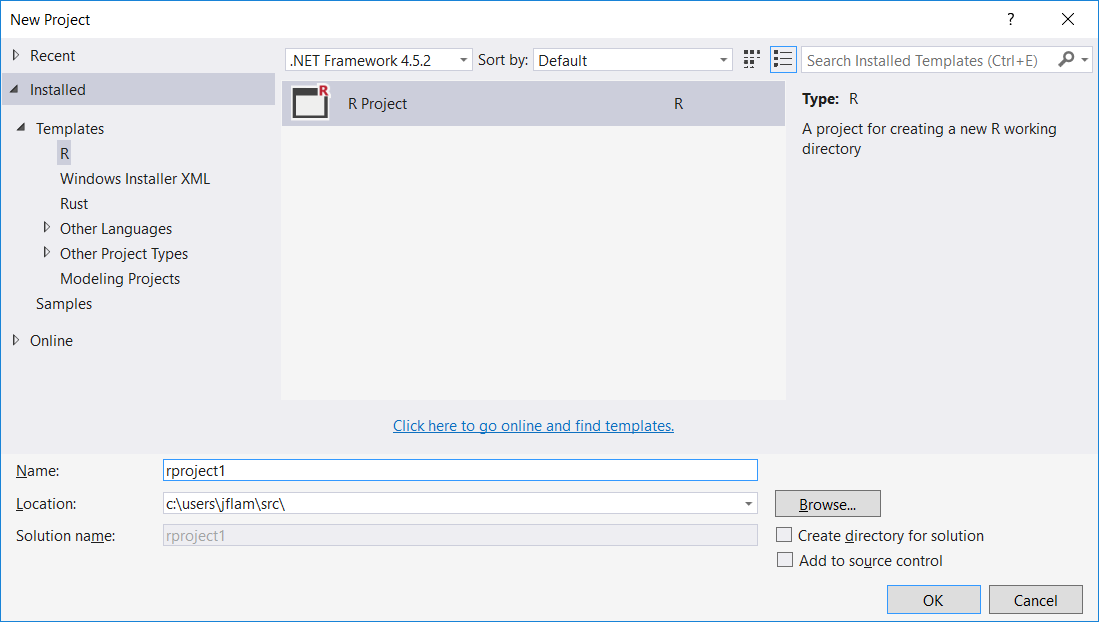 New Project
?
Recent
Installed
Templates
R
Windows Installer XML
Rust
Other Languages
Other Project Types
Modeling Projects
Samples
Online
.NET Framework 4.5.2
Sort by:
Default
Search Installed Templates (Ctrl+E)
R
R Project
R
Type: R
A project for creating a new R working
directory
Click here to go online and find templates.
Name:
rproject1
Location:
c:\users\jflam\src\
Browse...
Solution name:
rproject1
Create directory for solution
Add to source control
OK
Cancel